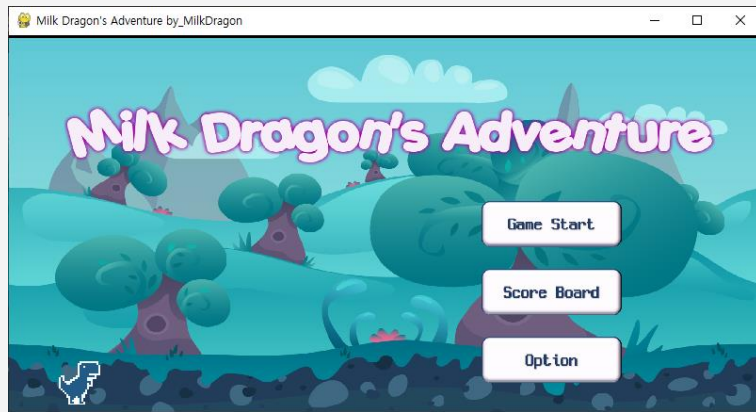 Milk Dragon's Adventure by_MilkDragon
Milk Dragon's Adventure
Game Start
Score Board
Option